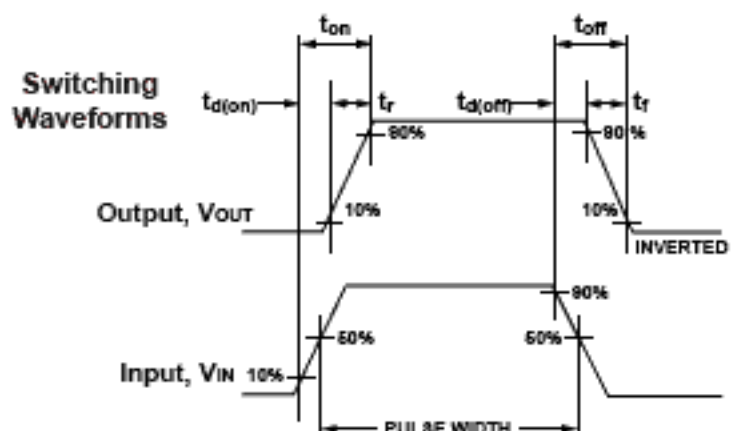 ton
toff
Switching
Waveforms
td(on)
tr
td(off)
tf
90%
90%
Output, VOUT
10%
10%
INVERTED
90%
50%
50%
Input, VIN
10%
PULSE WIDTH